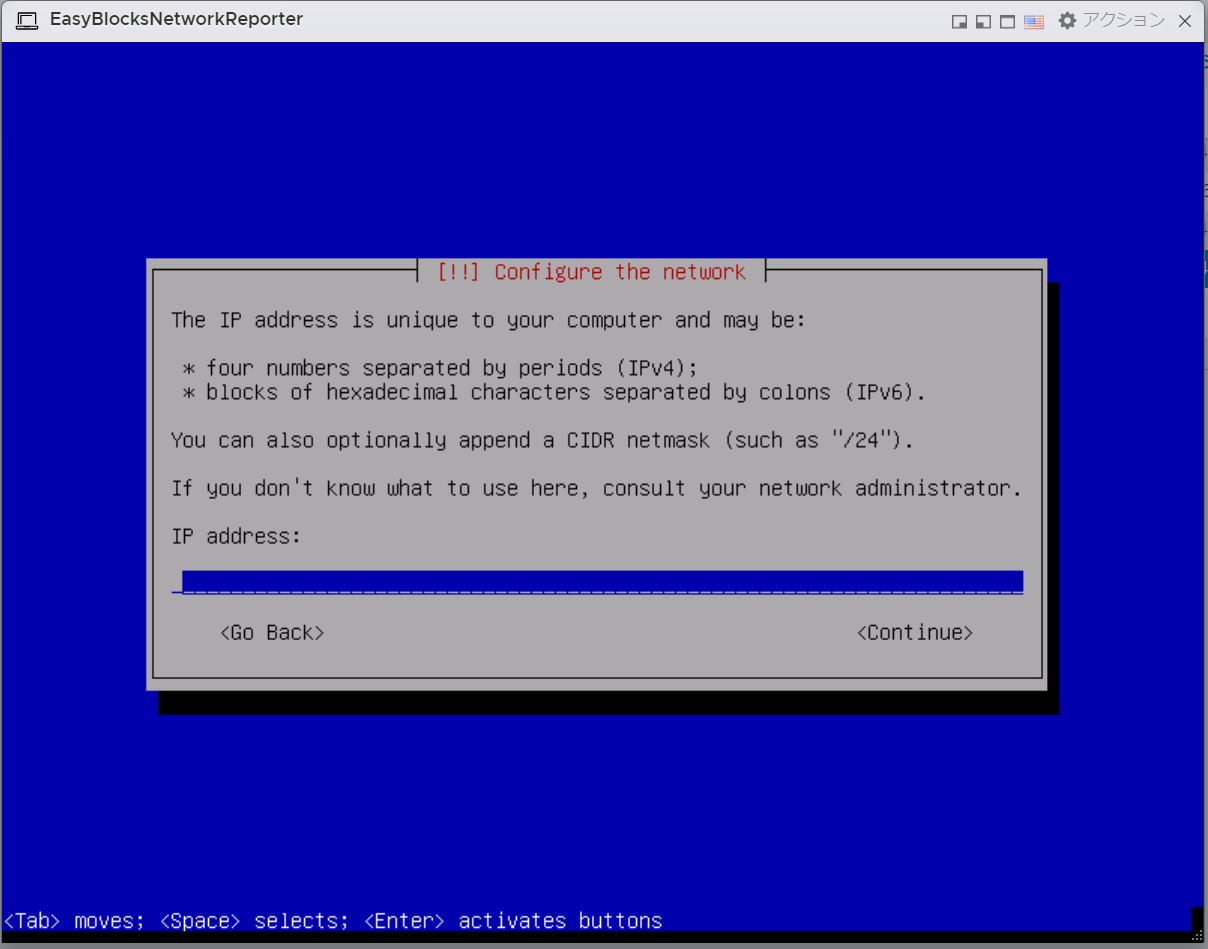 EasyBlocksNetworkReporter
アクション
[!!] Configure the network
The IP address is unique to your computer and may be:
* four numbers separated by periods (IPv4);
* blocks of hexadecimal characters separated by colons (IPv6).
You can also optionally append a CIDR netmask (such as "/24").
If you don't know what to use here, consult your network administrator.
IP address:
<Go Back> <Continue>
<Tab> moves; <Space> selects; <Enter> activates buttons